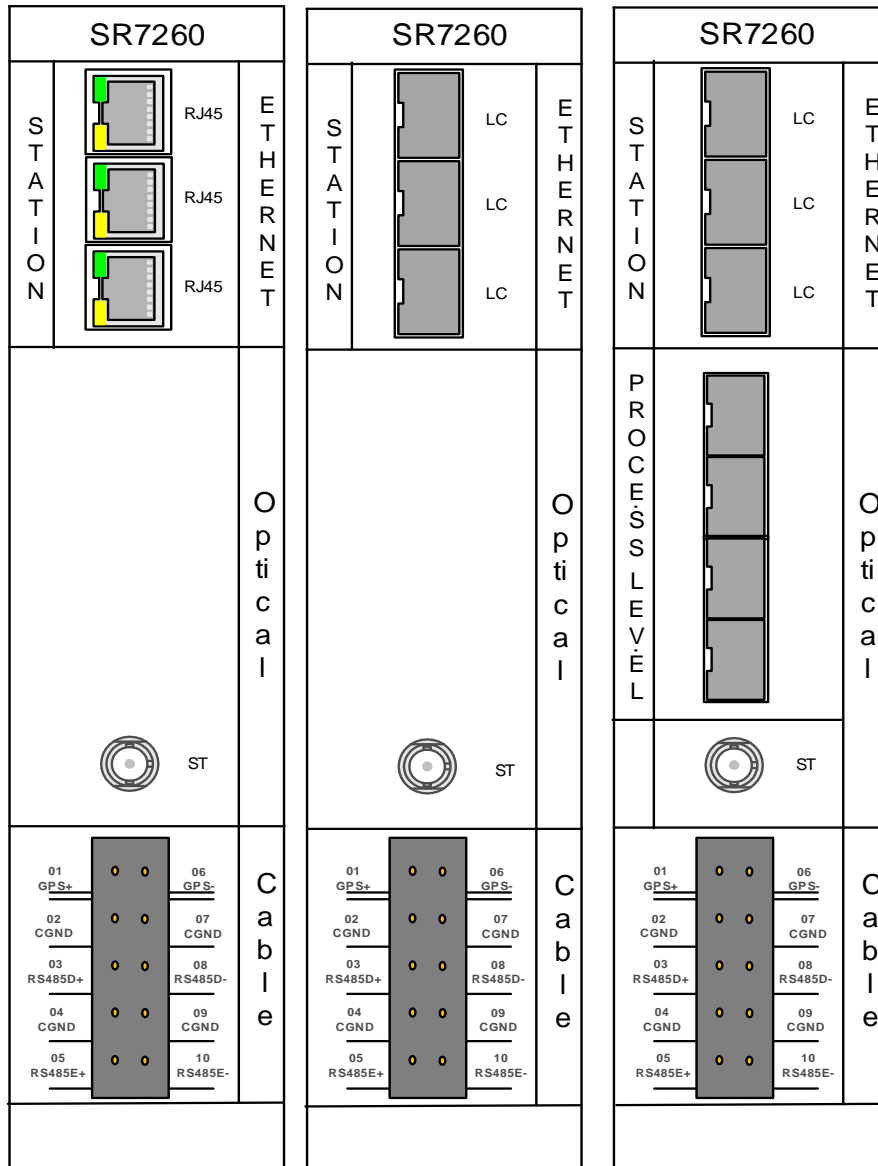 SR7260
STATION
RJ45
RJ45
RJ45
ETHERNET
Optical
ST
01
GPS+
06
GPS-
02
CGND
07
CGND
03
RS485D+
08
RS485D-
04
CGND
09
CGND
05
RS485E+
10
RS485E-
Cable
SR7260
STATION
LC
LC
LC
ETHERNET
Optical
ST
01
GPS+
06
GPS-
02
CGND
07
CGND
03
RS485D+
08
RS485D-
04
CGND
09
CGND
05
RS485E+
10
RS485E-
Cable
SR7260
STATION
LC
LC
LC
ETHERNET
PROCESS LEVEL
Optical
ST
01
GPS+
06
GPS-
02
CGND
07
CGND
03
RS485D+
08
RS485D-
04
CGND
09
CGND
05
RS485E+
10
RS485E-
Cable